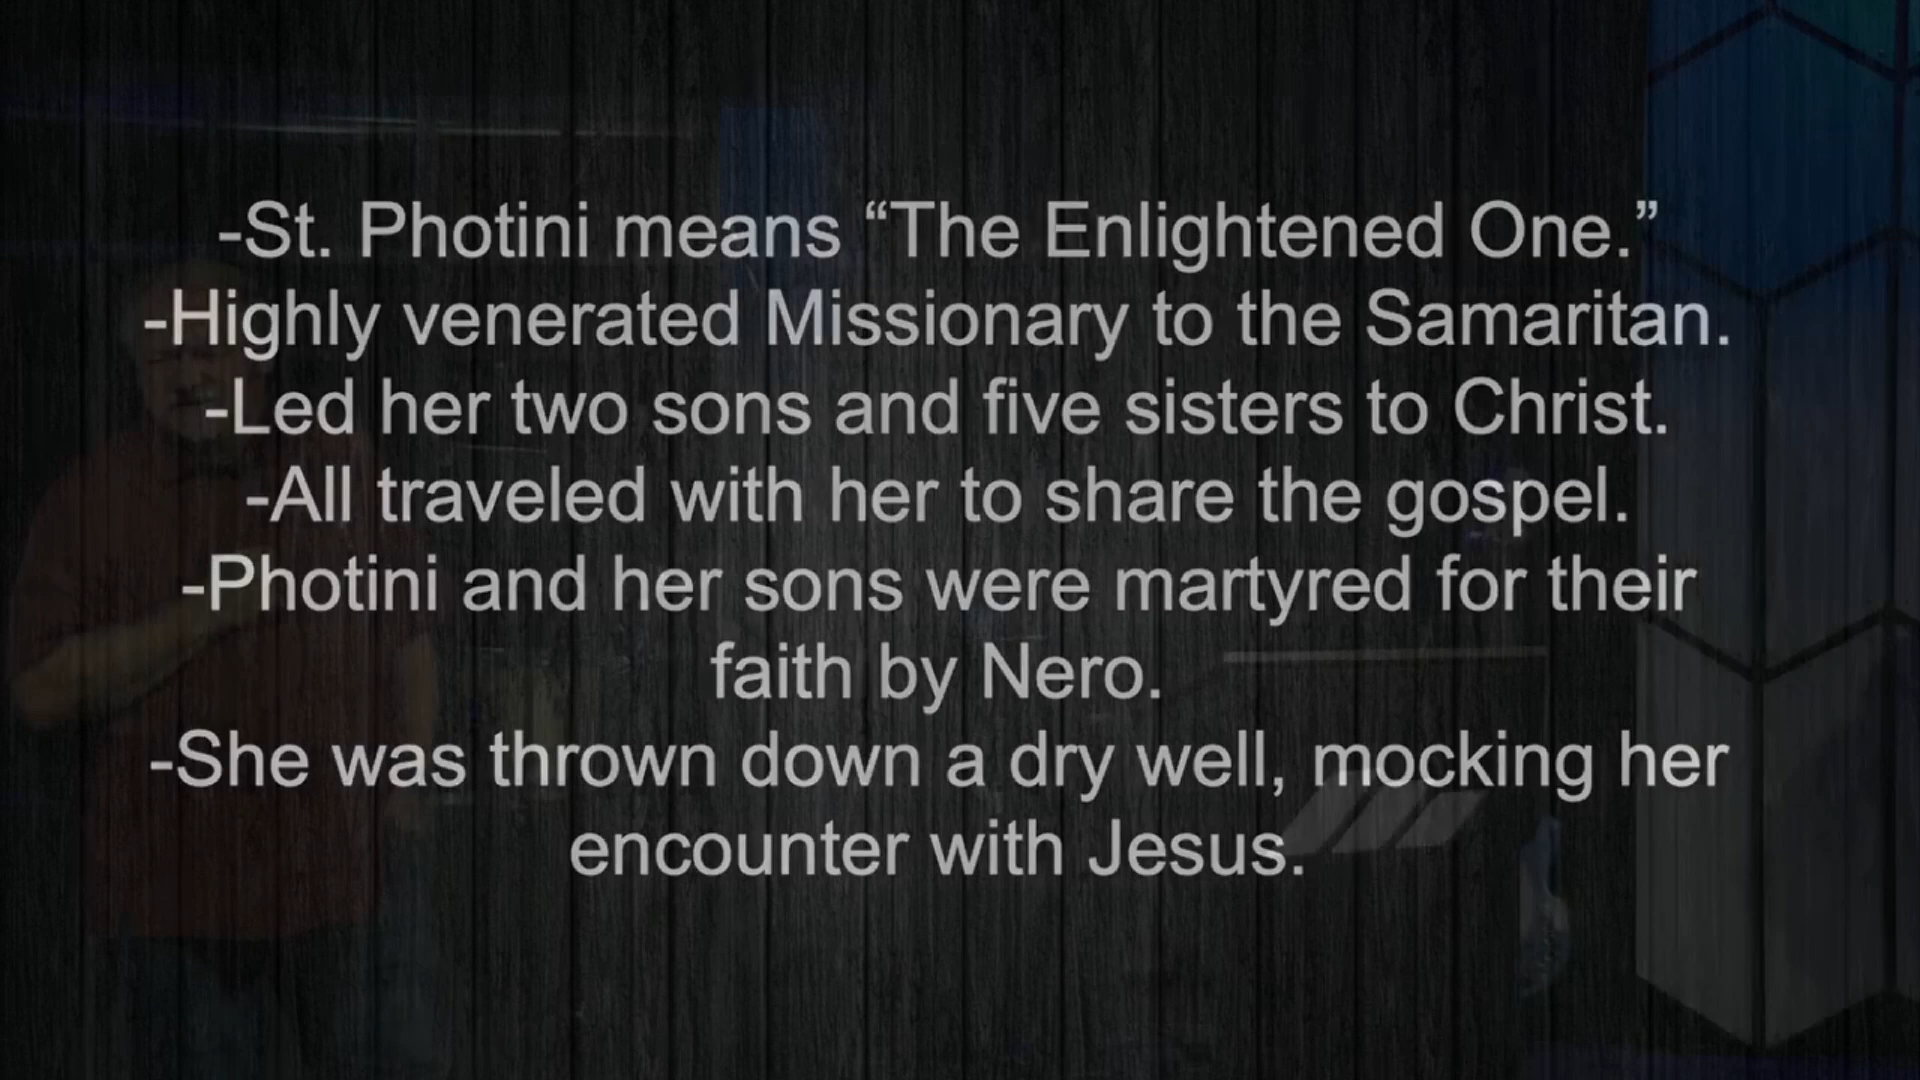 -St. Photini means “The Enlightened One.”
-Highly venerated Missionary to the Samaritan.
-Led her two sons and five sisters to Christ.
-All traveled with her to share the gospel.
-Photini and her sons were martyred for their
faith by Nero.
-She was thrown down a dry well, mocking her
encounter with Jesus.